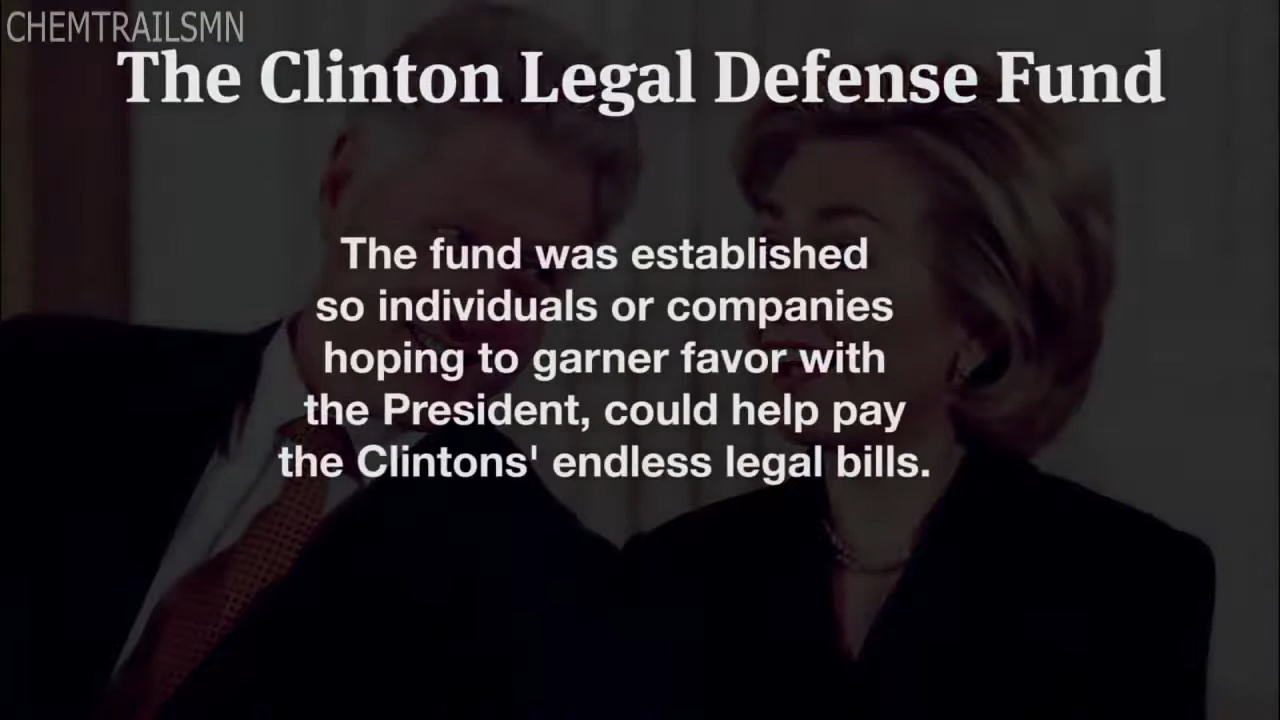 CHEMTRAILSMN
The Clinton Legal Defense Fund
The fund was established
so individuals or companies
hoping to garner favor with
the President, could help pay
the Clintons' endless legal bills.